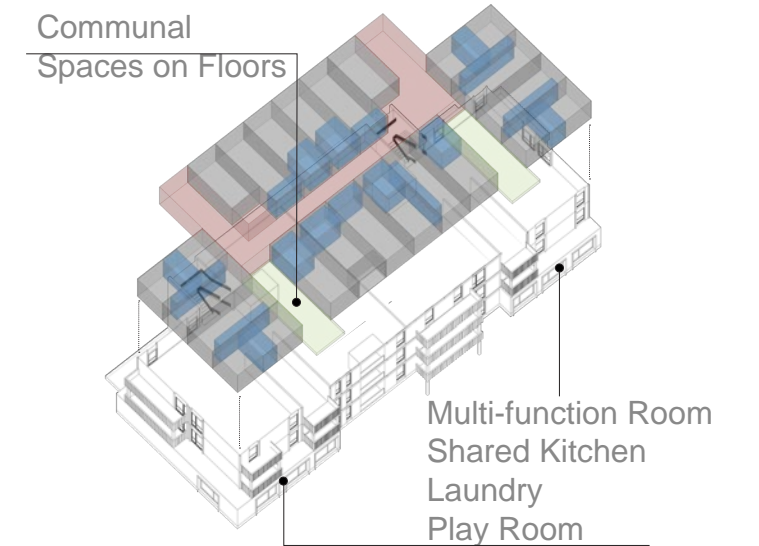 Communal
Spaces on Floors
Multi-function Room
Shared Kitchen
Laundry
Play Room